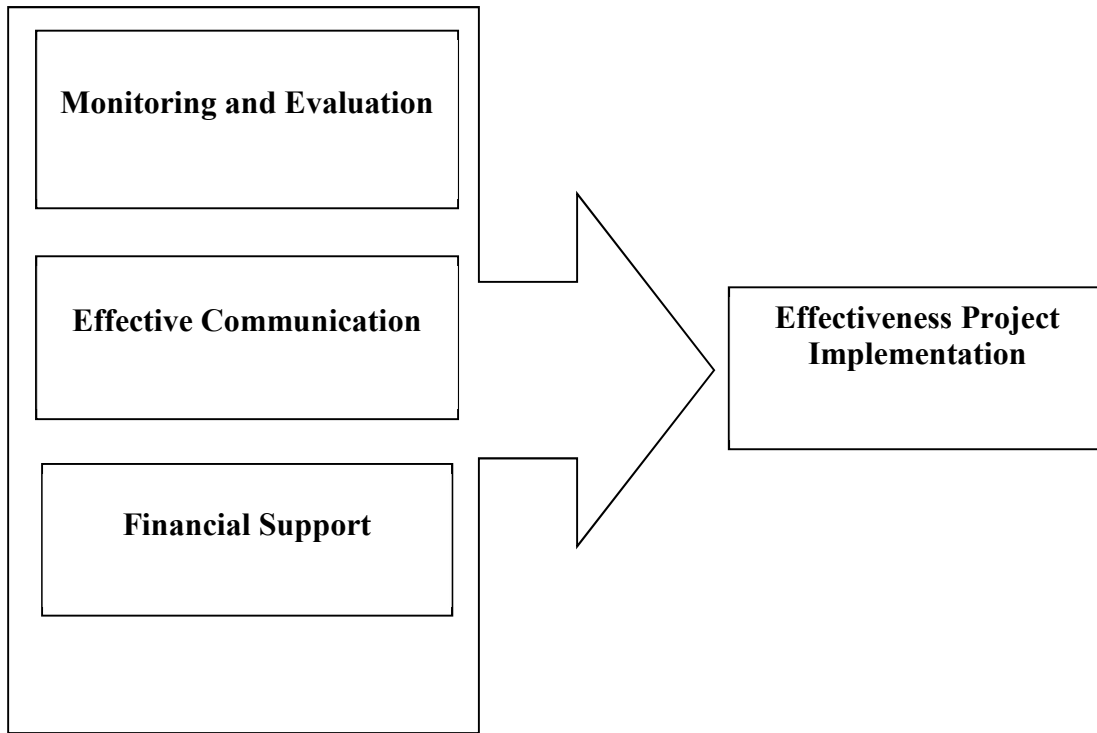 Monitoring and Evaluation
Effective Communication
Effectiveness Project
Implementation
Financial Support